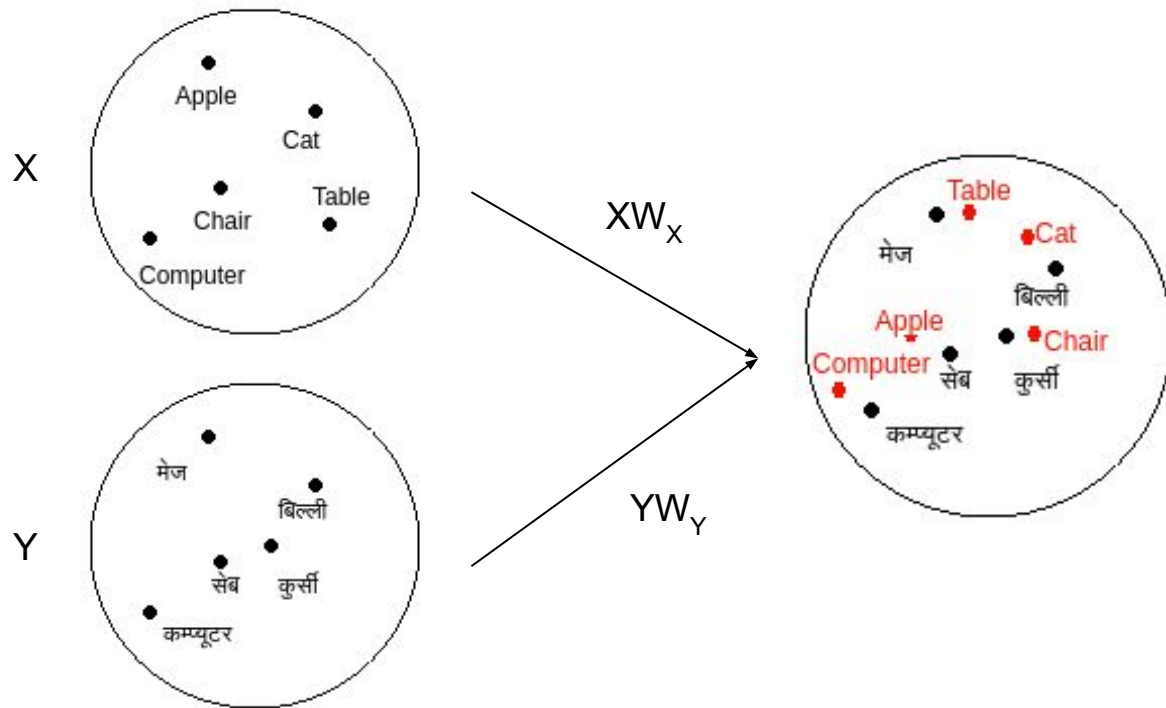 X
Apple
Cat
Chair
Table
Computer
Y
मेज
बिल्ली
सेब
कुर्सी
कम्प्यूटर
XW_X
YW_Y
Table
Cat
मेज
बिल्ली
Apple
Chair
Computer
सेब
कुर्सी
कम्प्यूटर